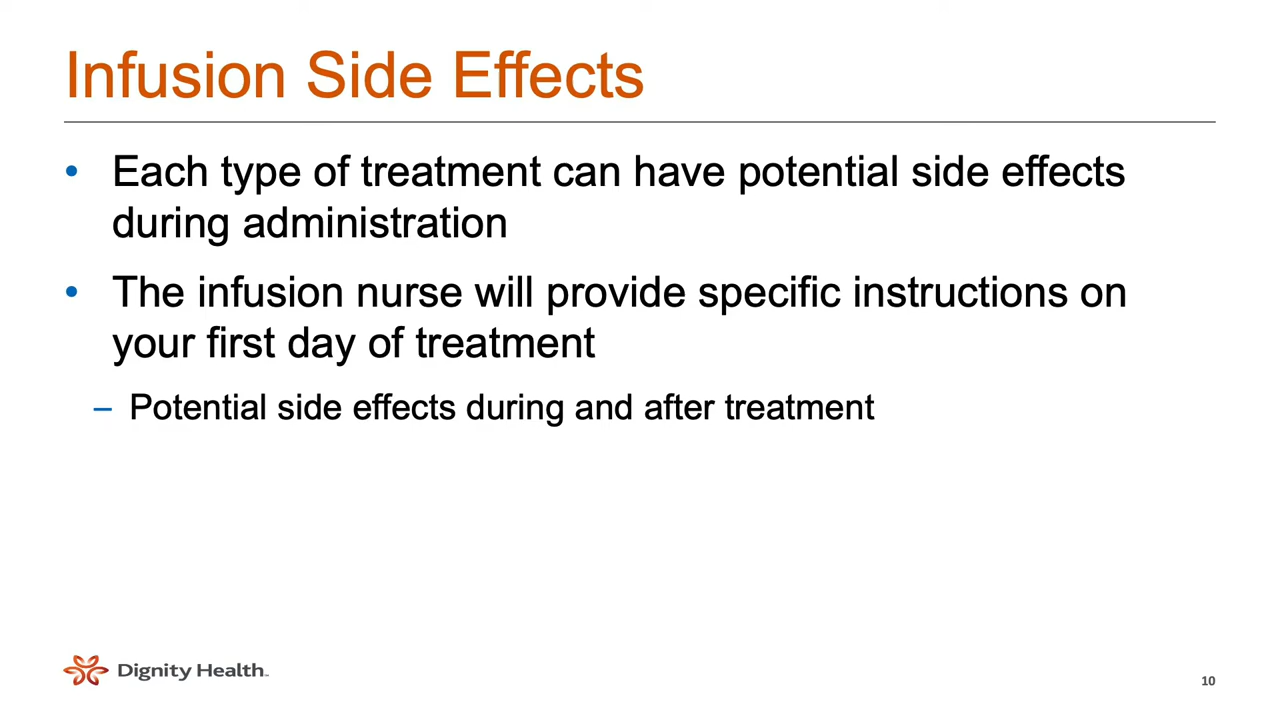 Infusion Side Effects
• Each type of treatment can have potential side effects
during administration
• The infusion nurse will provide specific instructions on
your first day of treatment
– Potential side effects during and after treatment
Dignity Health™
10